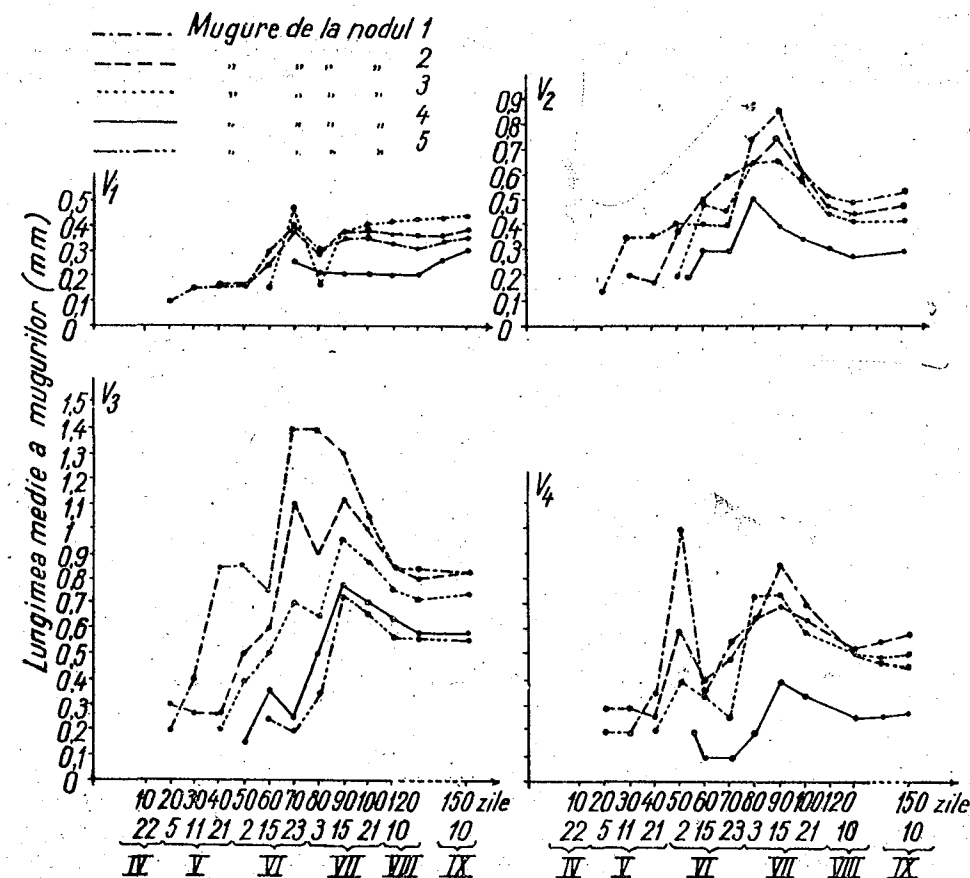 Mugure de la nodul 1
" " " " 2
" " " " 3
" " " " 4
" " " " 5
Lungimea medie a mugurilor (mm)
V1
0,5
0,4
0,3
0,2
0,1
0
V2
0,9
0,8
0,7
0,6
0,5
0,4
0,3
0,2
0,1
0
V3
1,5
1,4
1,3
1,2
1,1
1
0,9
0,8
0,7
0,6
0,5
0,4
0,3
0,2
0,1
0
V4
10 20 30 40 50 60 70 80 90 100 120 150 zile
22 5 11 21 2 15 23 3 15 21 10 10
IV V VI VII VIII IX
10 20 30 40 50 60 70 80 90 100 120 150 zile
22 5 11 21 2 15 23 3 15 21 10 10
IV V VI VII VIII IX